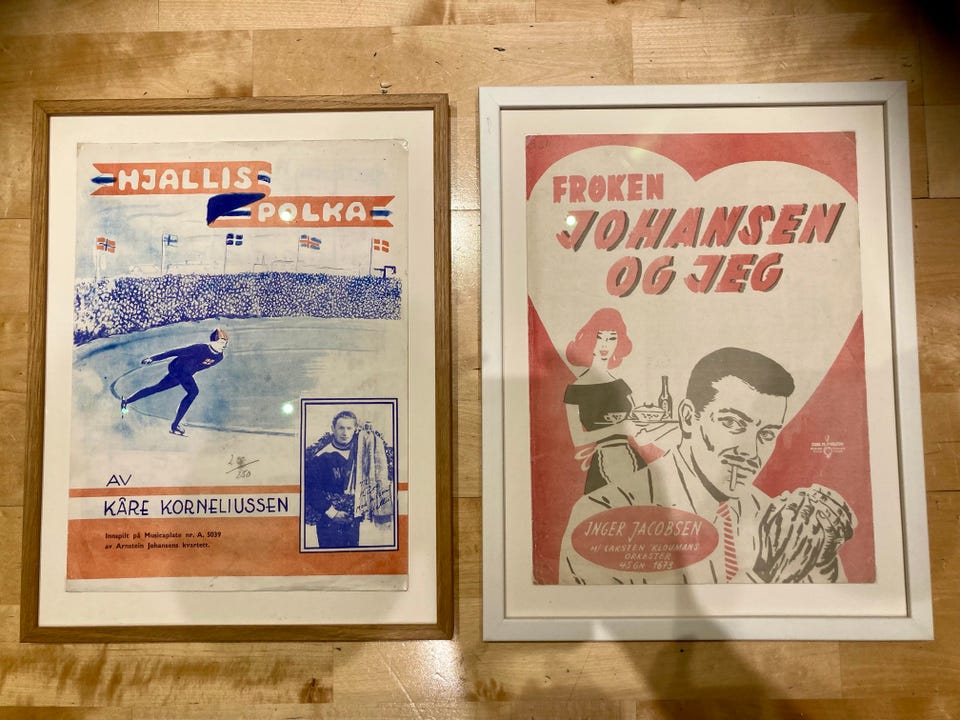 HJALLIS
POLKA
AV
KÅRE KORNELIUSSEN
Innspilt på Musicaplate nr. A. 5039
av Arnstein Johansens kvartett.
FRØKEN
JOHANSEN
OG JEG
INGER JACOBSEN
M/ CARSTEN KLOUMANS
ORKESTER
45GN 1673